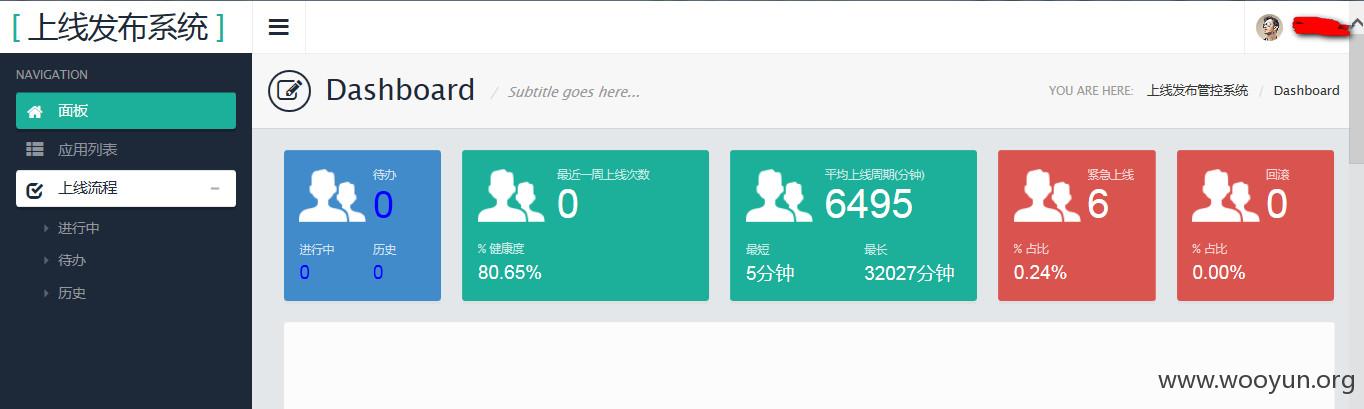 [ 上线发布系统 ]
NAVIGATION
面板
应用列表
上线流程
进行中
待办
历史
Dashboard / Subtitle goes here...
YOU ARE HERE: 上线发布管控系统 / Dashboard
待办
0
进行中 历史
0 0
最近一周上线次数
0
% 健康度
80.65%
平均上线周期(分钟)
6495
最短 最长
5分钟 32027分钟
紧急上线
6
% 占比
0.24%
回滚
0
% 占比
0.00%
www.wooyun.org